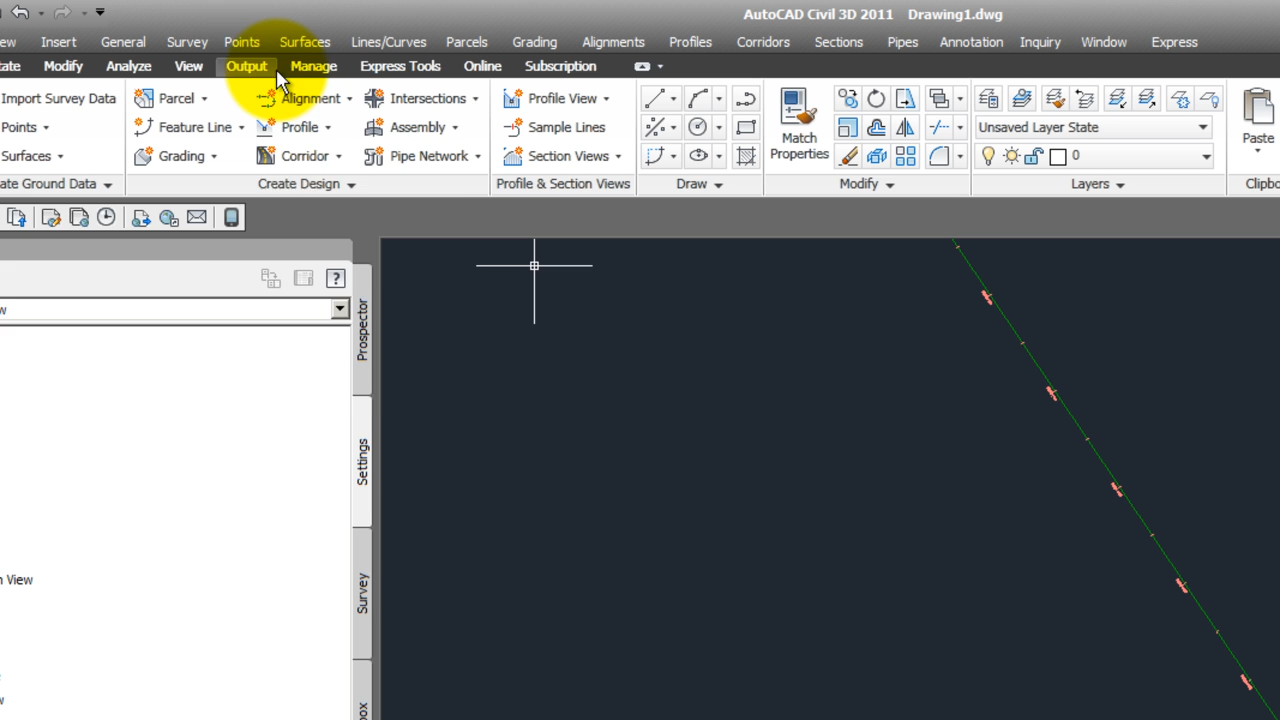 AutoCAD Civil 3D 2011 Drawing1.dwg
ew Insert General Survey Points Surfaces Lines/Curves Parcels Grading Alignments Profiles Corridors Sections Pipes Annotation Inquiry Window Express
ate Modify Analyze View Output Manage Express Tools Online Subscription
Import Survey Data Parcel Alignment Intersections Profile View
Points Feature Line Profile Assembly Sample Lines Match Properties Unsaved Layer State Paste
Surfaces Grading Corridor Pipe Network Section Views 0
ate Ground Data Create Design Profile & Section Views Draw Modify Layers Clipbo
?
w
Prospector
Settings
n View
Survey
w
box